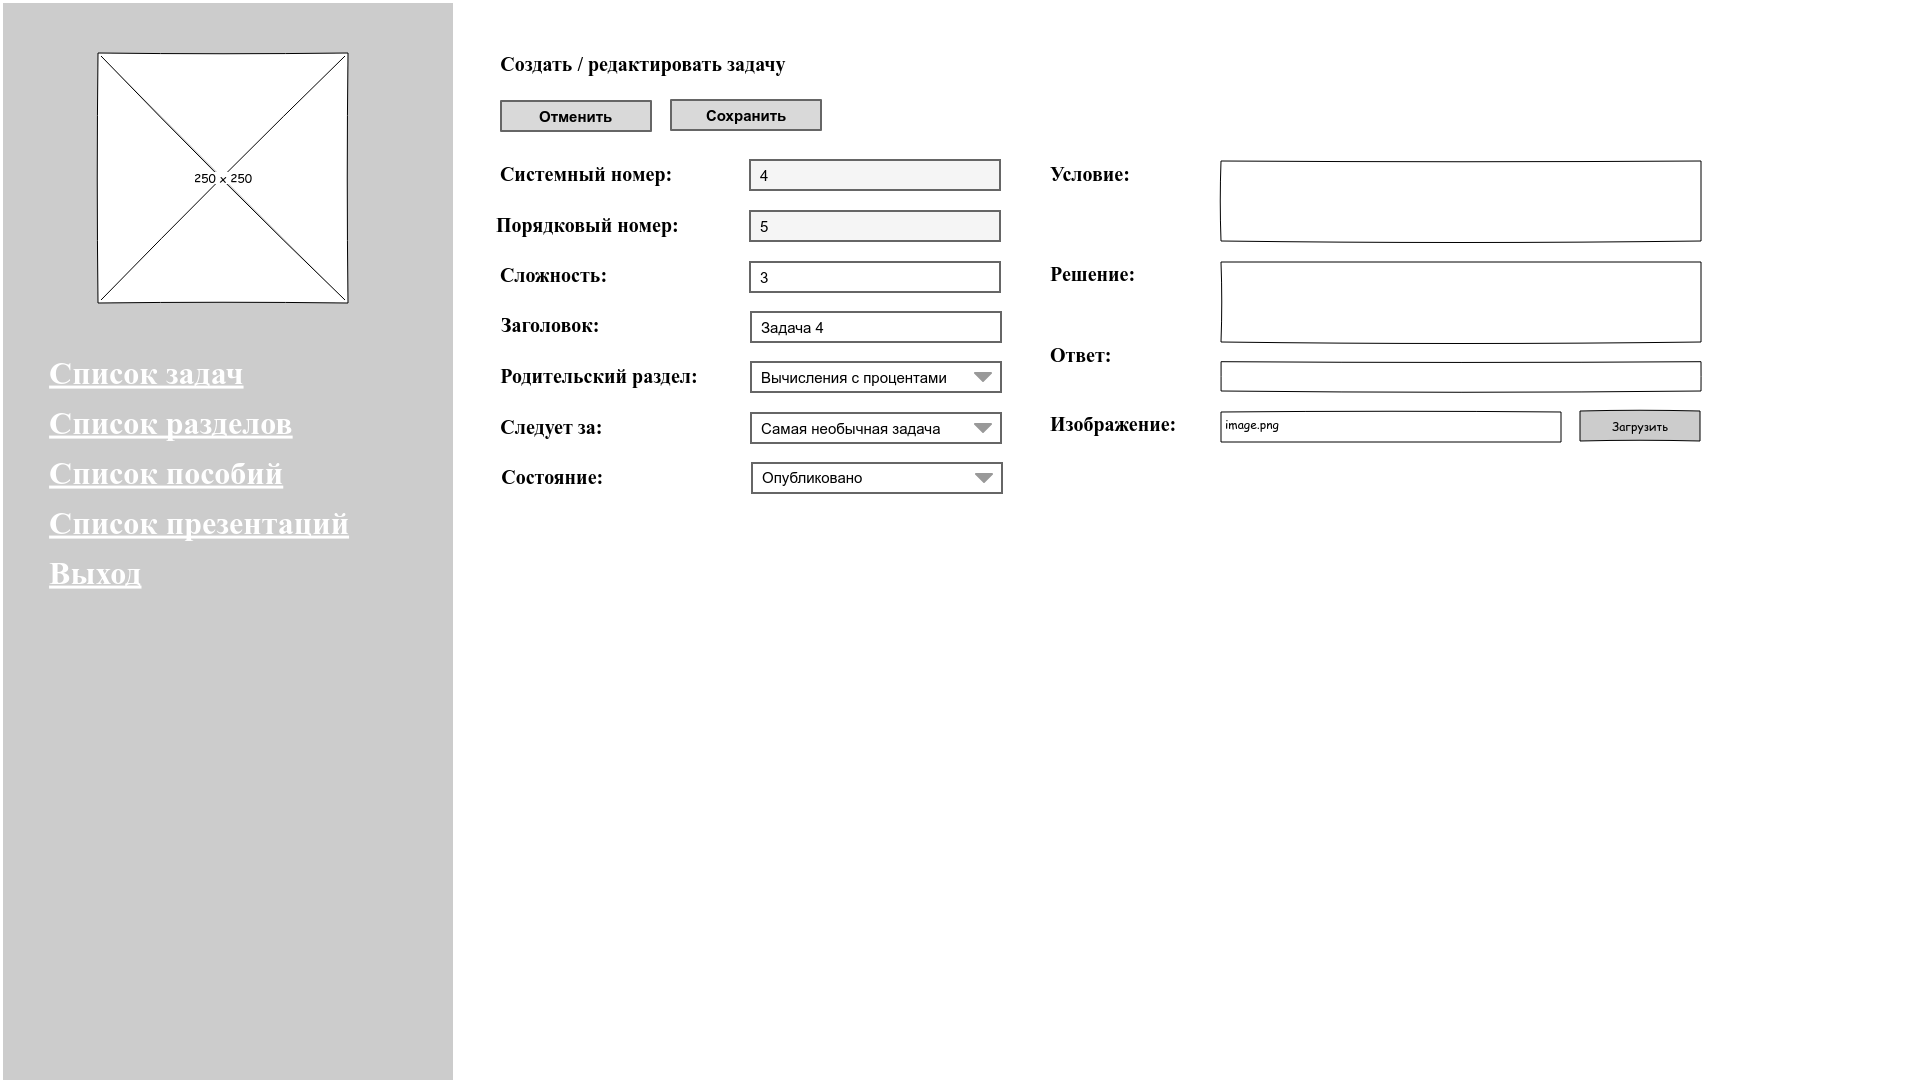 250 x 250
Список задач
Список разделов
Список пособий
Список презентаций
Выход
Создать / редактировать задачу
Отменить
Сохранить
Системный номер:
4
Порядковый номер:
5
Сложность:
3
Заголовок:
Задача 4
Родительский раздел:
Вычисления с процентами
Следует за:
Самая необычная задача
Состояние:
Опубликовано
Условие:
Решение:
Ответ:
Изображение:
image.png
Загрузить